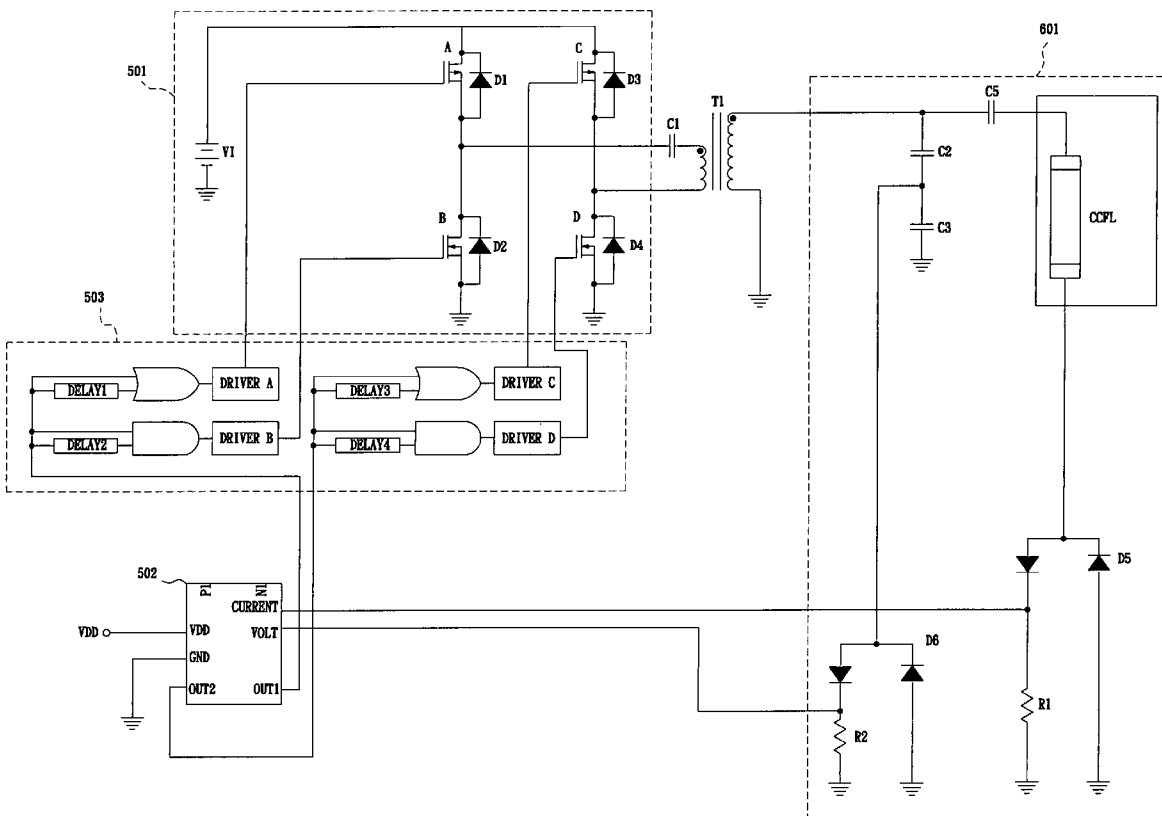 501
A
C
D1
D3
V1
B
D
D2
D4
C1
T1
601
C5
C2
C3
CCFL
503
DELAY1
DRIVER A
DELAY3
DRIVER C
DELAY2
DRIVER B
DELAY4
DRIVER D
502
P1
N1
CURRENT
VDD
VDD
VOLT
GND
OUT2
OUT1
D5
D6
R1
R2